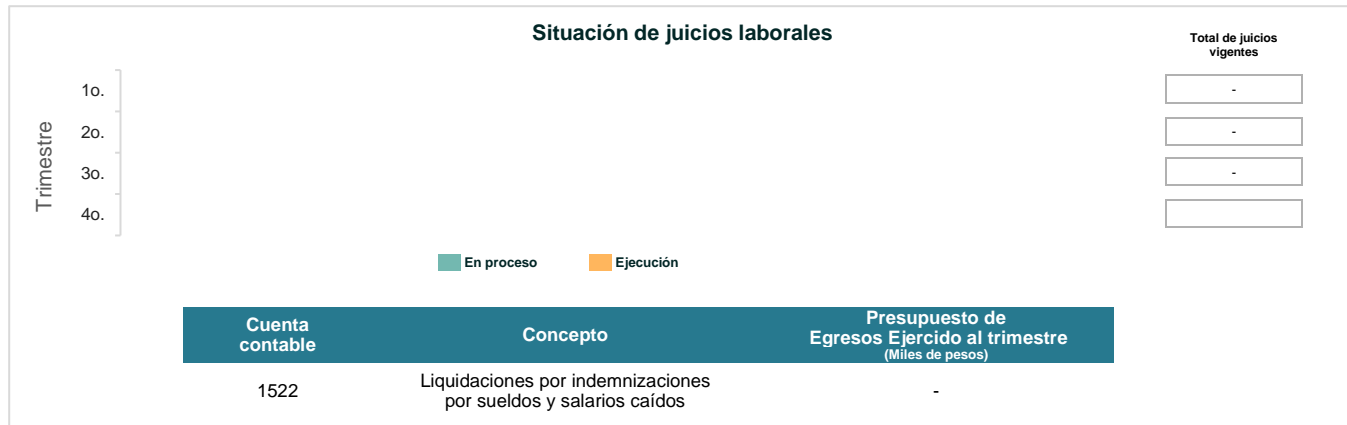 Situación de juicios laborales
Total de juicios
vigentes
Trimestre
1o.
-
2o.
-
3o.
-
4o.
En proceso
Ejecución
Cuenta
contable
Concepto
Presupuesto de
Egresos Ejercido al trimestre
(Miles de pesos)
1522
Liquidaciones por indemnizaciones
por sueldos y salarios caídos
-